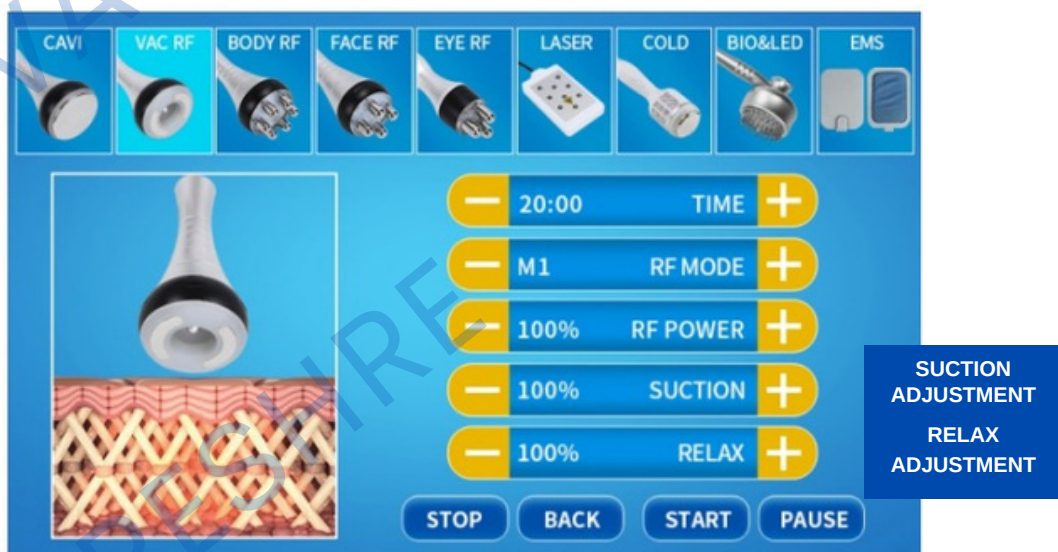 CAVI
VAC RF
BODY RF
FACE RF
EYE RF
LASER
COLD
BIO&LED
EMS
20:00 TIME
M1 RF MODE
100% RF POWER
100% SUCTION
100% RELAX
SUCTION
ADJUSTMENT
RELAX
ADJUSTMENT
STOP BACK START PAUSE